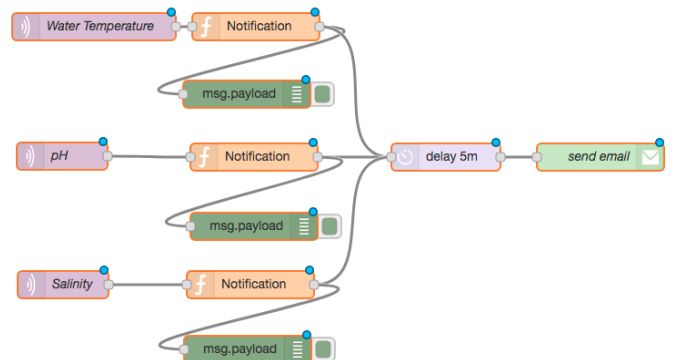 Water Temperature
Notification
msg.payload
pH
Notification
delay 5m
send email
msg.payload
Salinity
Notification
msg.payload